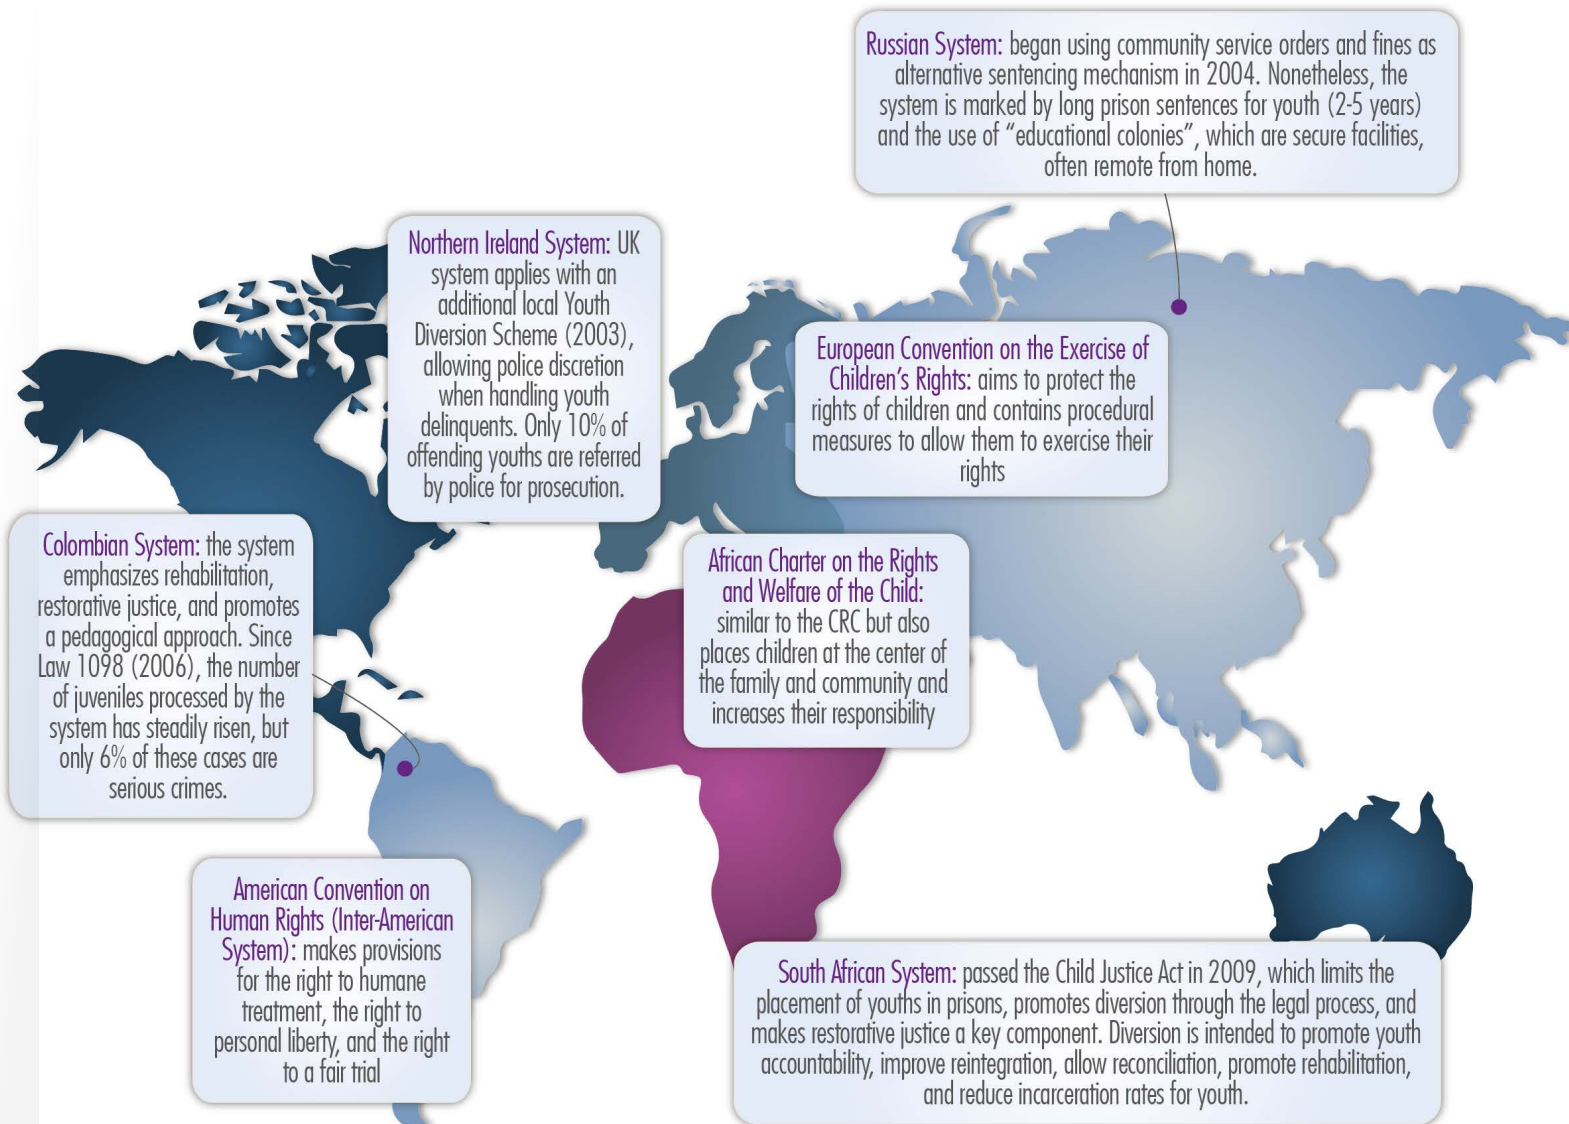 Russian System: began using community service orders and fines as
alternative sentencing mechanism in 2004. Nonetheless, the
system is marked by long prison sentences for youth (2-5 years)
and the use of “educational colonies”, which are secure facilities,
often remote from home.
Northern Ireland System: UK
system applies with an
additional local Youth
Diversion Scheme (2003),
allowing police discretion
when handling youth
delinquents. Only 10% of
offending youths are referred
by police for prosecution.
European Convention on the Exercise of
Children’s Rights: aims to protect the
rights of children and contains procedural
measures to allow them to exercise their
rights
Colombian System: the system
emphasizes rehabilitation,
restorative justice, and promotes
a pedagogical approach. Since
Law 1098 (2006), the number
of juveniles processed by the
system has steadily risen, but
only 6% of these cases are
serious crimes.
African Charter on the Rights
and Welfare of the Child:
similar to the CRC but also
places children at the center of
the family and community and
increases their responsibility
American Convention on
Human Rights (Inter-American
System): makes provisions
for the right to humane
treatment, the right to
personal liberty, and the right
to a fair trial
South African System: passed the Child Justice Act in 2009, which limits the
placement of youths in prisons, promotes diversion through the legal process, and
makes restorative justice a key component. Diversion is intended to promote youth
accountability, improve reintegration, allow reconciliation, promote rehabilitation,
and reduce incarceration rates for youth.